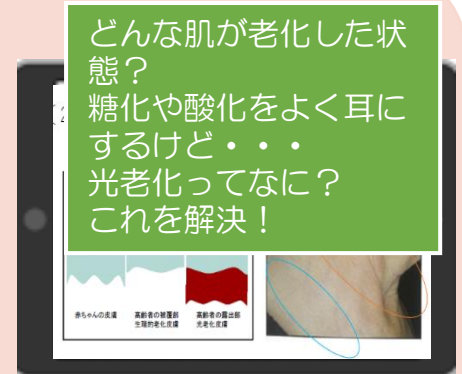 どんな肌が老化した状
態？
糖化や酸化をよく耳に
するけど・・・
光老化ってなに？
これを解決！
赤ちゃんの皮膚
高齢者の被覆部
生理的老化皮膚
高齢者の露出部
光老化皮膚